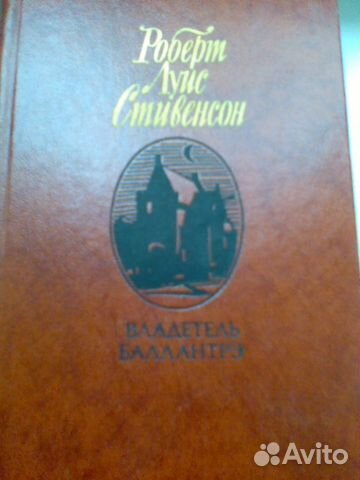 Роберт
Луис
Стивенсон
ВЛАДЕТЕЛЬ
БАЛЛАНТРЭ
Avito